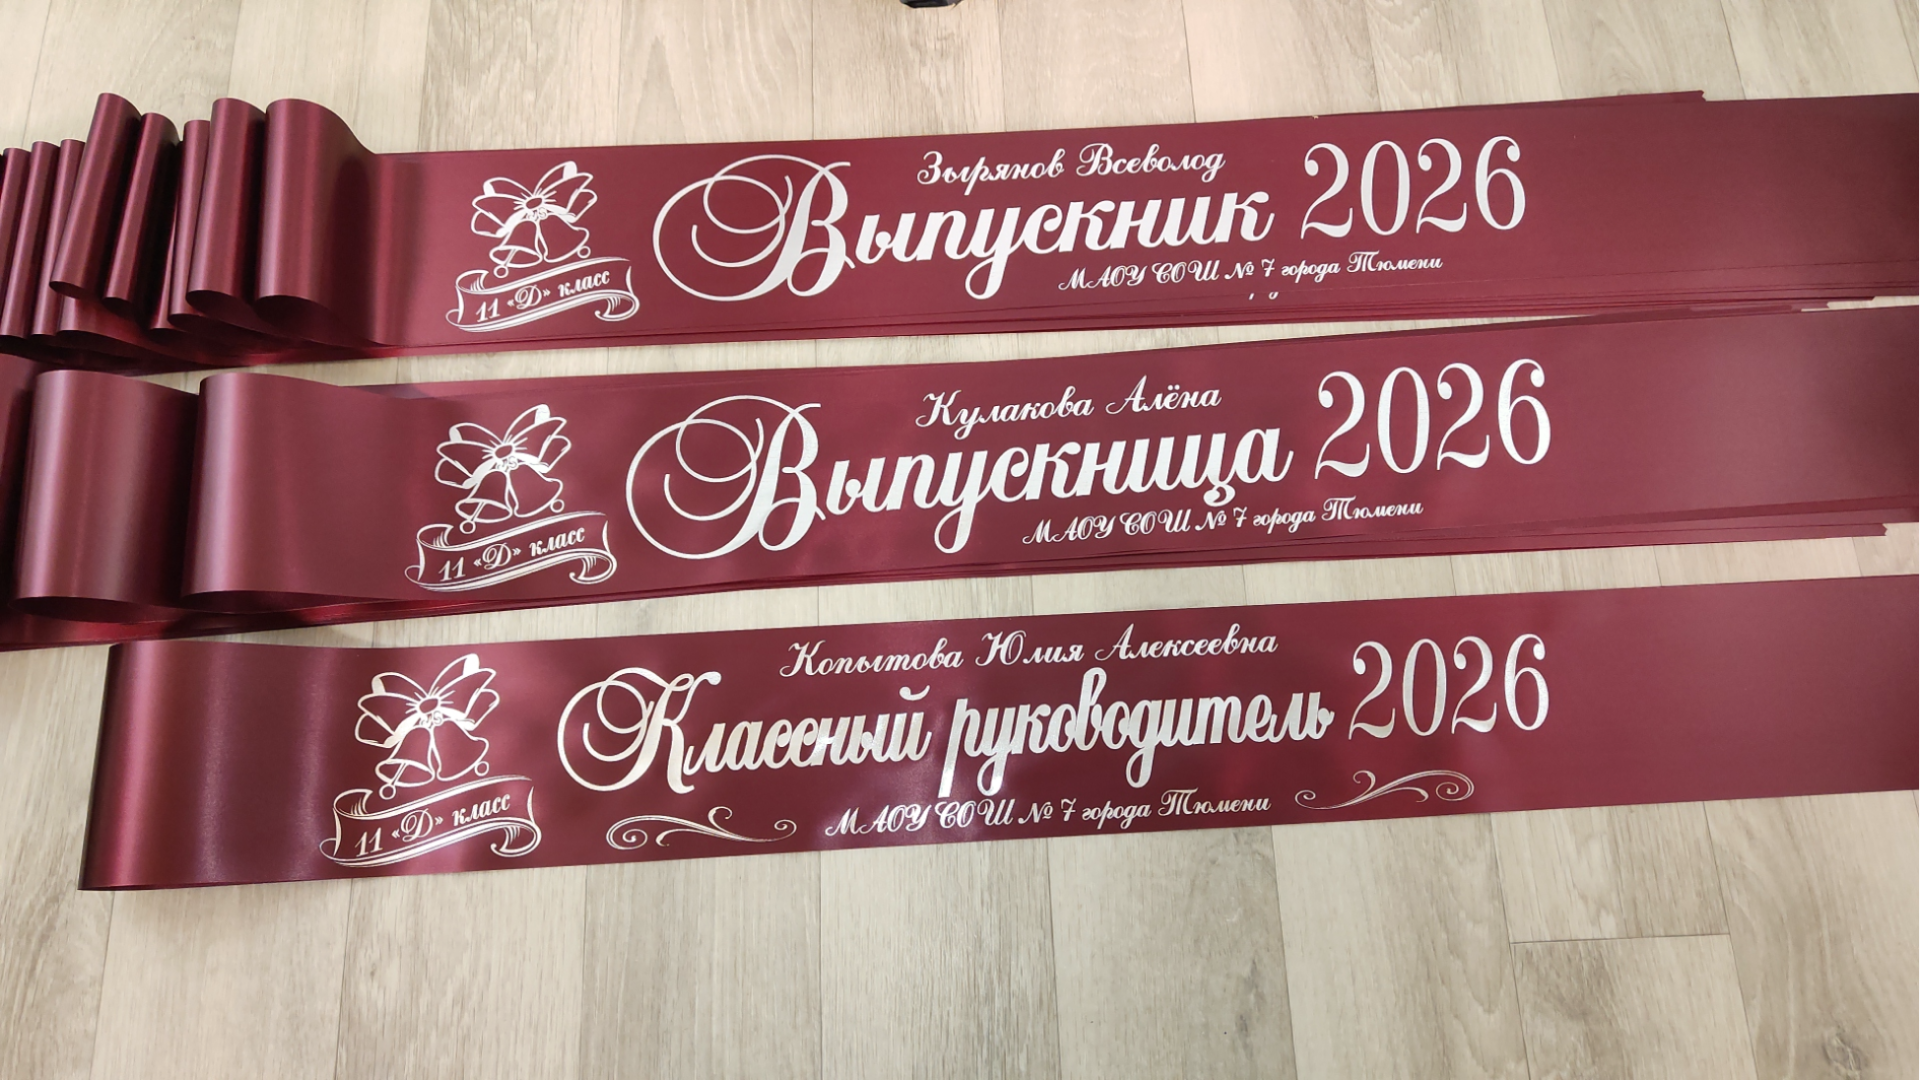 Зырянов Всеволод
Выпускник 2026
МАОУ СОШ № 7 города Тюмени
11 «Д» класс
Кулакова Алёна
Выпускница 2026
МАОУ СОШ № 7 города Тюмени
11 «Д» класс
Копытова Юлия Алексеевна
Классный руководитель 2026
МАОУ СОШ № 7 города Тюмени
11 «Д» класс